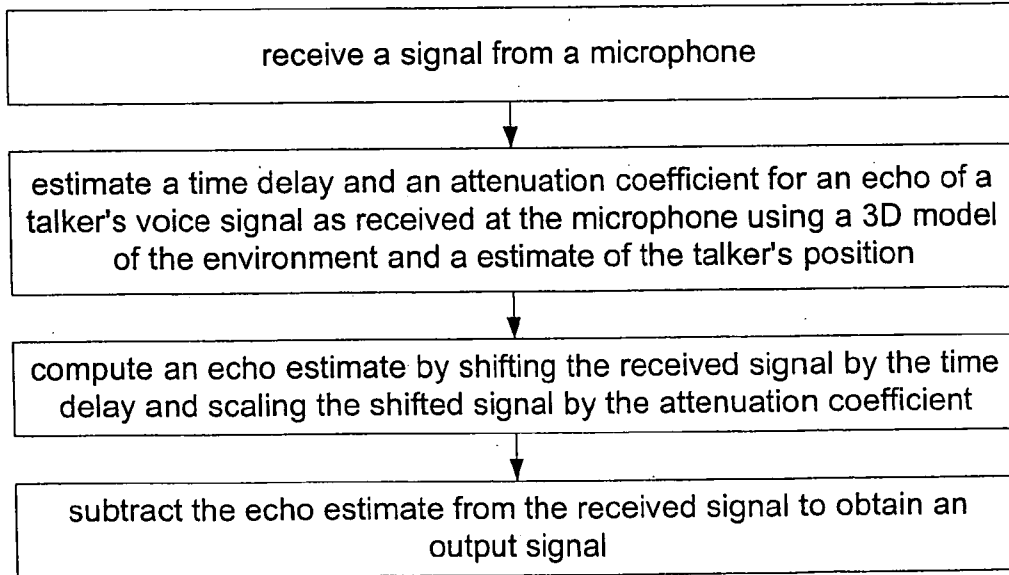 receive a signal from a microphone
estimate a time delay and an attenuation coefficient for an echo of a
talker's voice signal as received at the microphone using a 3D model
of the environment and a estimate of the talker's position
compute an echo estimate by shifting the received signal by the time
delay and scaling the shifted signal by the attenuation coefficient
subtract the echo estimate from the received signal to obtain an
output signal